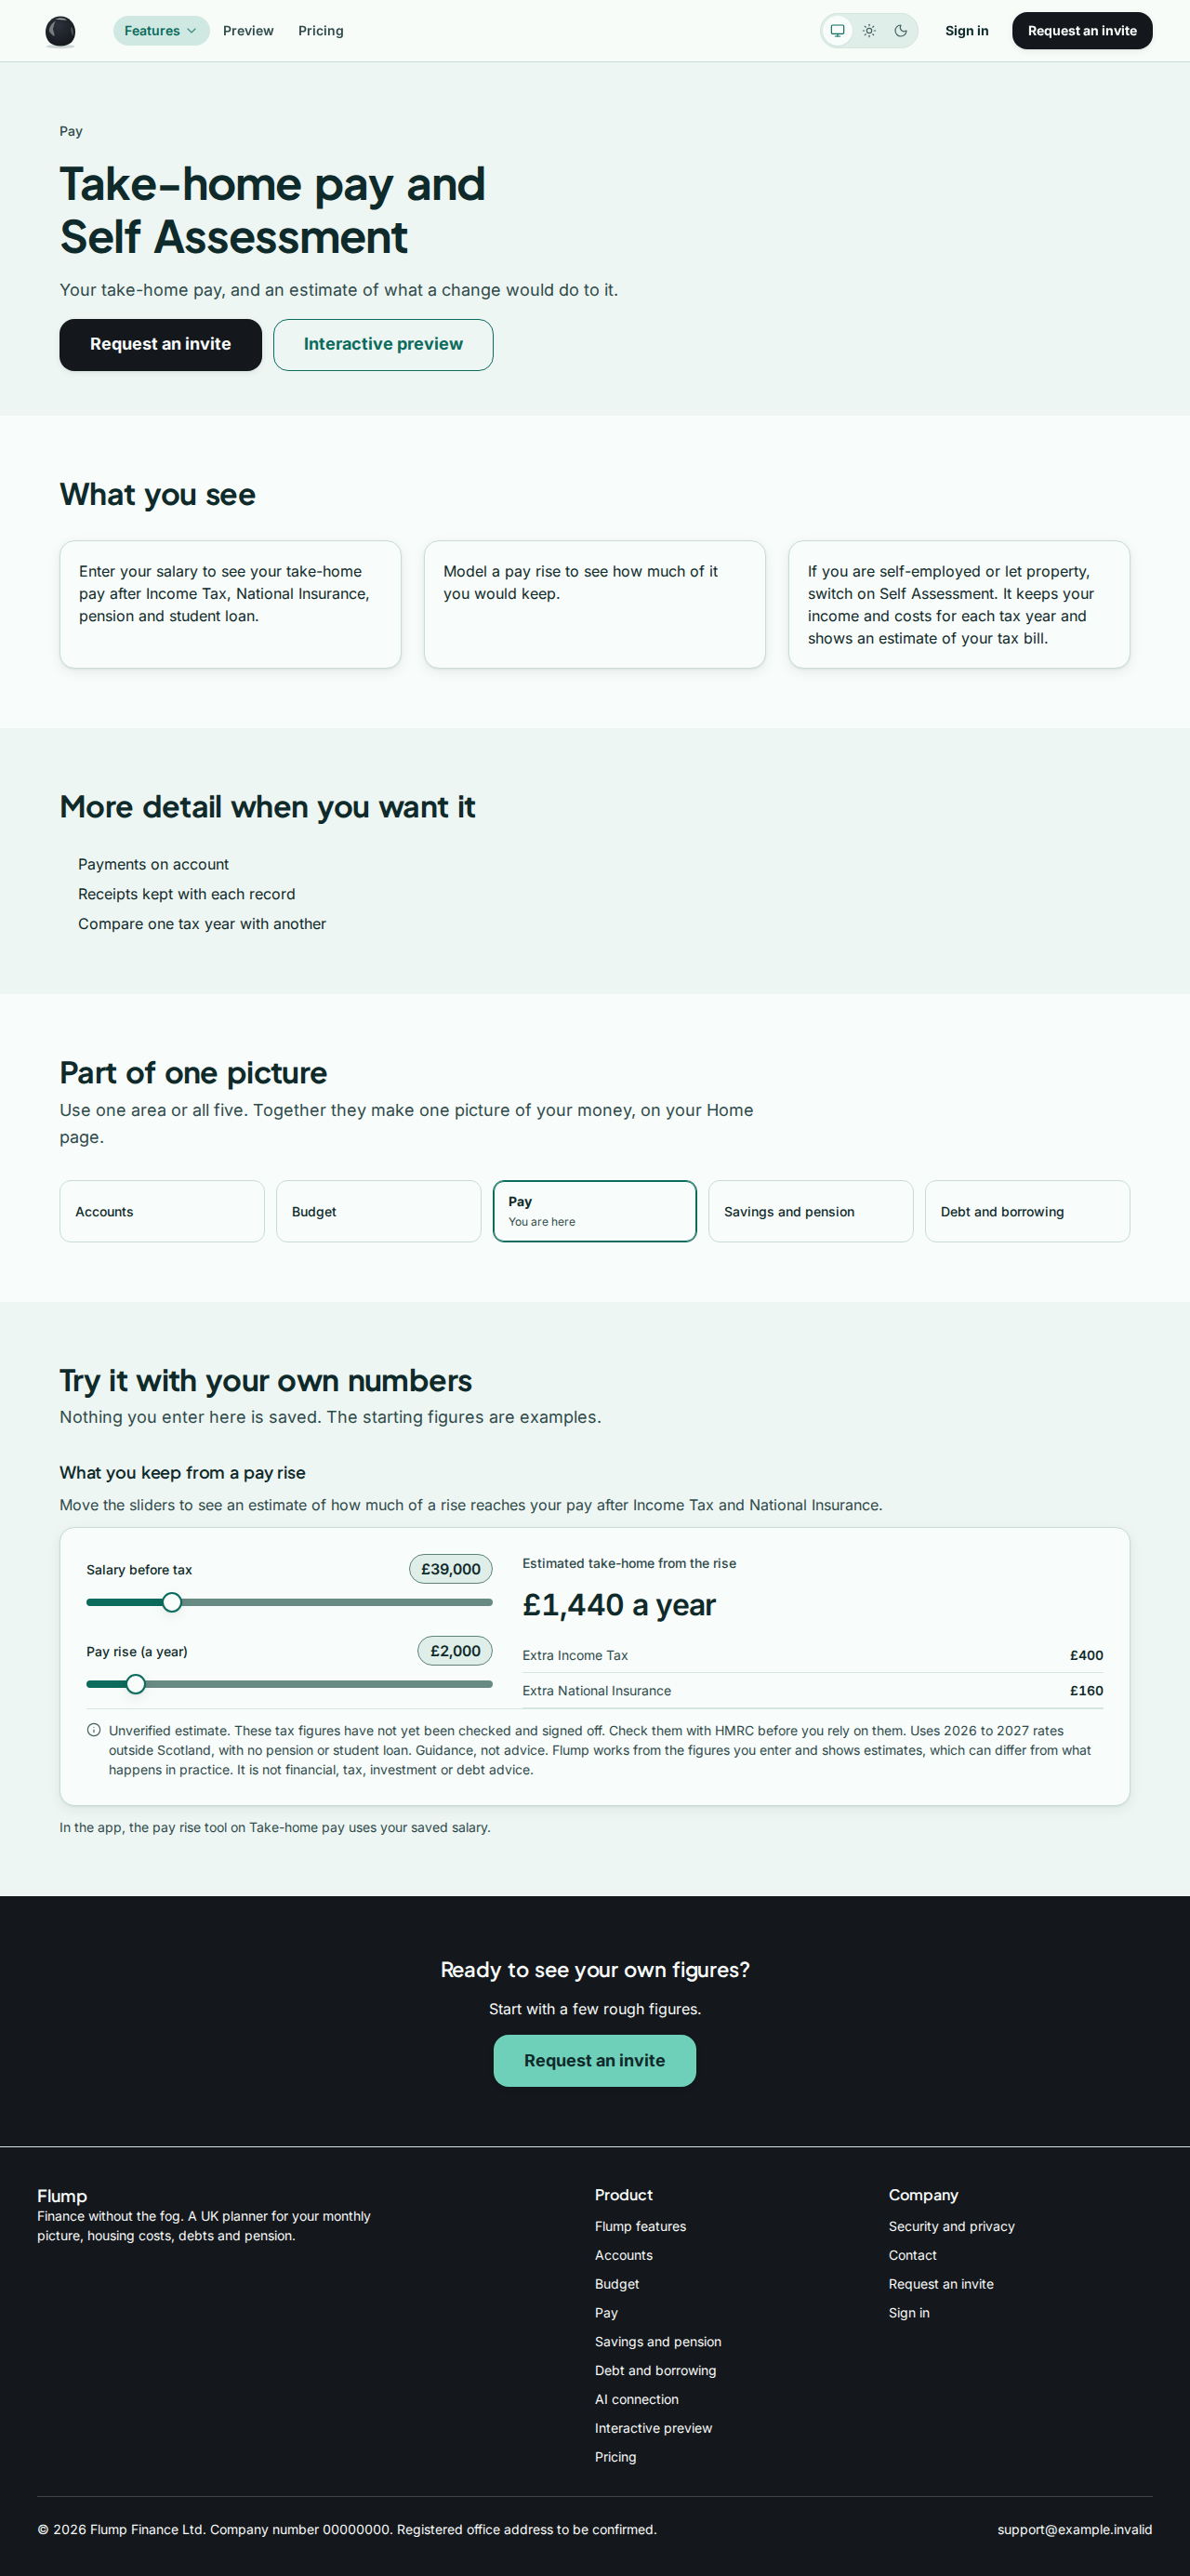 Features
Preview
Pricing
Sign in
Request an invite
Pay
Take-home pay and
Self Assessment
Your take-home pay, and an estimate of what a change would do to it.
Request an invite
Interactive preview
What you see
Enter your salary to see your take-home
pay after Income Tax, National Insurance,
pension and student loan.
Model a pay rise to see how much of it
you would keep.
If you are self-employed or let property,
switch on Self Assessment. It keeps your
income and costs for each tax year and
shows an estimate of your tax bill.
More detail when you want it
Payments on account
Receipts kept with each record
Compare one tax year with another
Part of one picture
Use one area or all five. Together they make one picture of your money, on your Home
page.
Accounts
Budget
Pay
You are here
Savings and pension
Debt and borrowing
Try it with your own numbers
Nothing you enter here is saved. The starting figures are examples.
What you keep from a pay rise
Move the sliders to see an estimate of how much of a rise reaches your pay after Income Tax and National Insurance.
Salary before tax
£39,000
Pay rise (a year)
£2,000
Estimated take-home from the rise
£1,440 a year
Extra Income Tax
£400
Extra National Insurance
£160
Unverified estimate. These tax figures have not yet been checked and signed off. Check them with HMRC before you rely on them. Uses 2026 to 2027 rates
outside Scotland, with no pension or student loan. Guidance, not advice. Flump works from the figures you enter and shows estimates, which can differ from what
happens in practice. It is not financial, tax, investment or debt advice.
In the app, the pay rise tool on Take-home pay uses your saved salary.
Ready to see your own figures?
Start with a few rough figures.
Request an invite
Flump
Finance without the fog. A UK planner for your monthly
picture, housing costs, debts and pension.
Product
Flump features
Accounts
Budget
Pay
Savings and pension
Debt and borrowing
AI connection
Interactive preview
Pricing
Company
Security and privacy
Contact
Request an invite
Sign in
© 2026 Flump Finance Ltd. Company number 00000000. Registered office address to be confirmed.
support@example.invalid